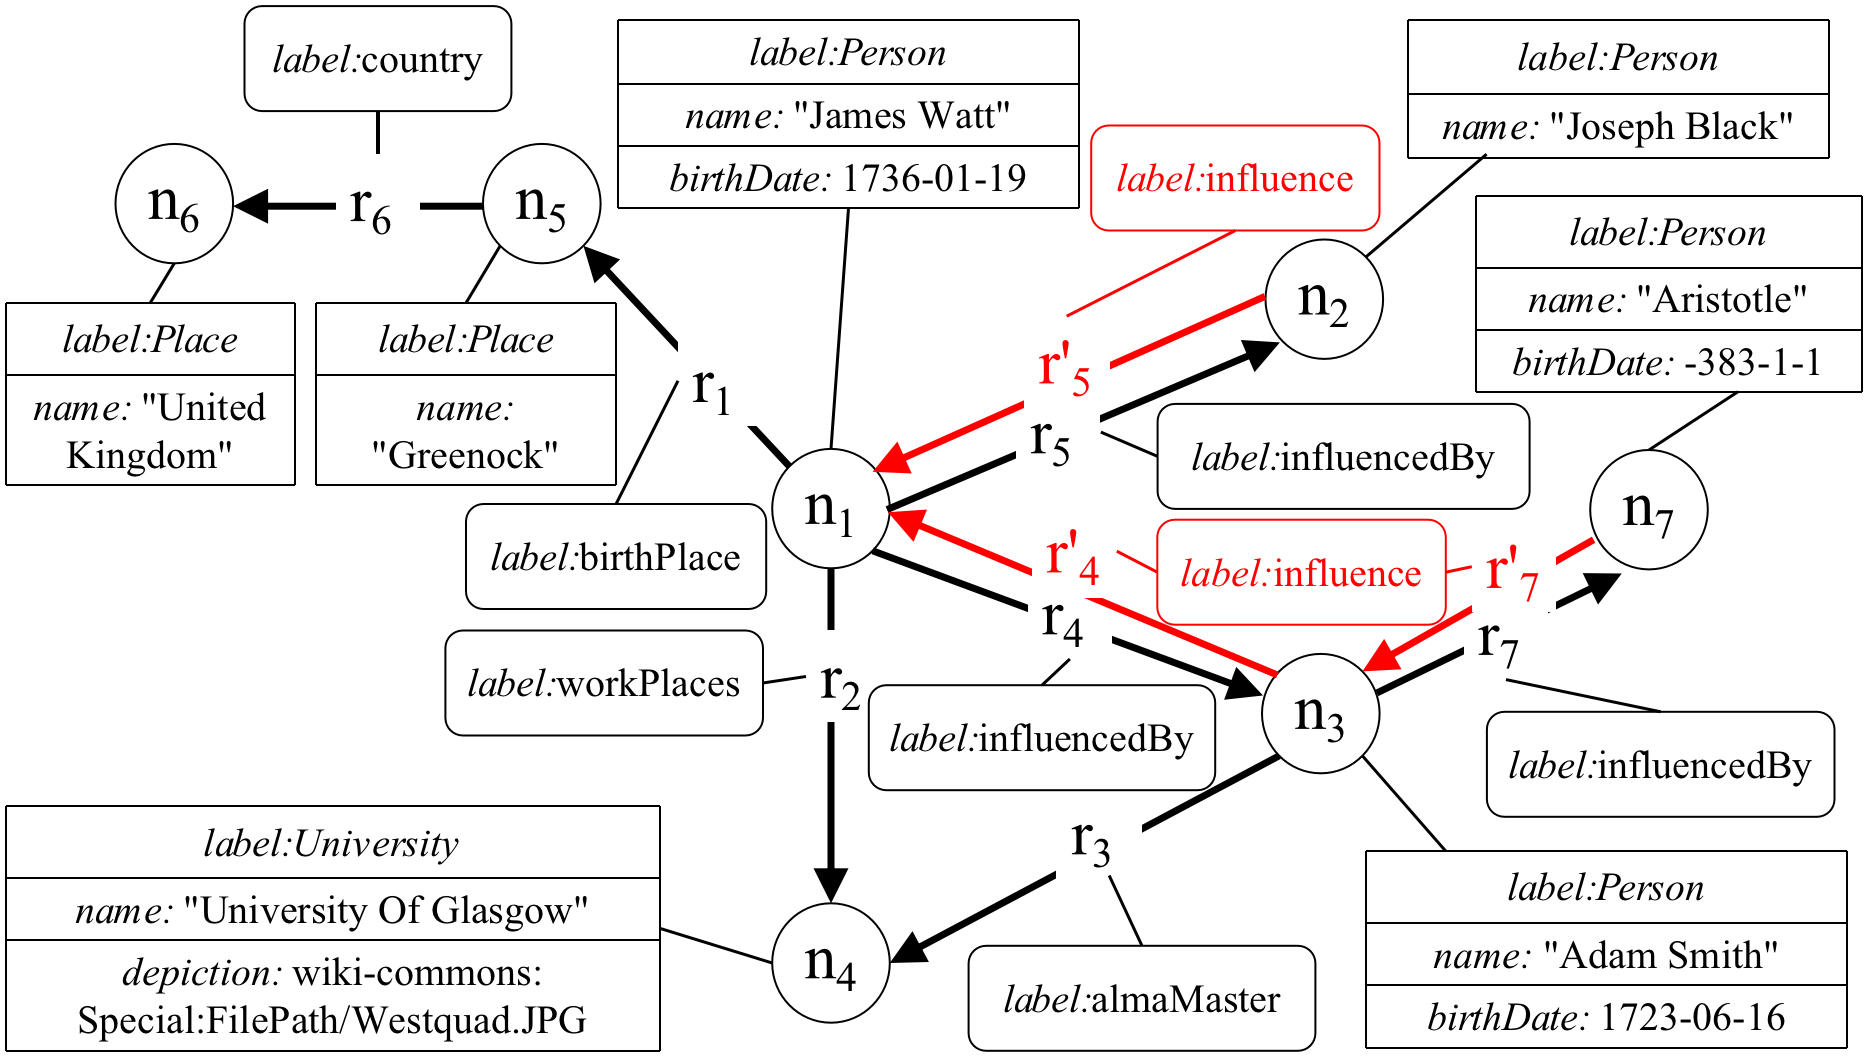 label:country
label:Person
name: "James Watt"
birthDate: 1736-01-19
label:Person
name: "Joseph Black"
label:influence
n6
r6
n5
n2
label:Person
name: "Aristotle"
birthDate: -383-1-1
label:Place
name: "United
Kingdom"
label:Place
name:
"Greenock"
r1
r'5
r5
label:influencedBy
n1
n7
label:birthPlace
r'4
label:influence
r'7
r4
r7
label:workPlaces
r2
label:influencedBy
n3
label:influencedBy
label:University
name: "University Of Glasgow"
depiction: wiki-commons:
Special:FilePath/Westquad.JPG
r3
n4
label:almaMaster
label:Person
name: "Adam Smith"
birthDate: 1723-06-16